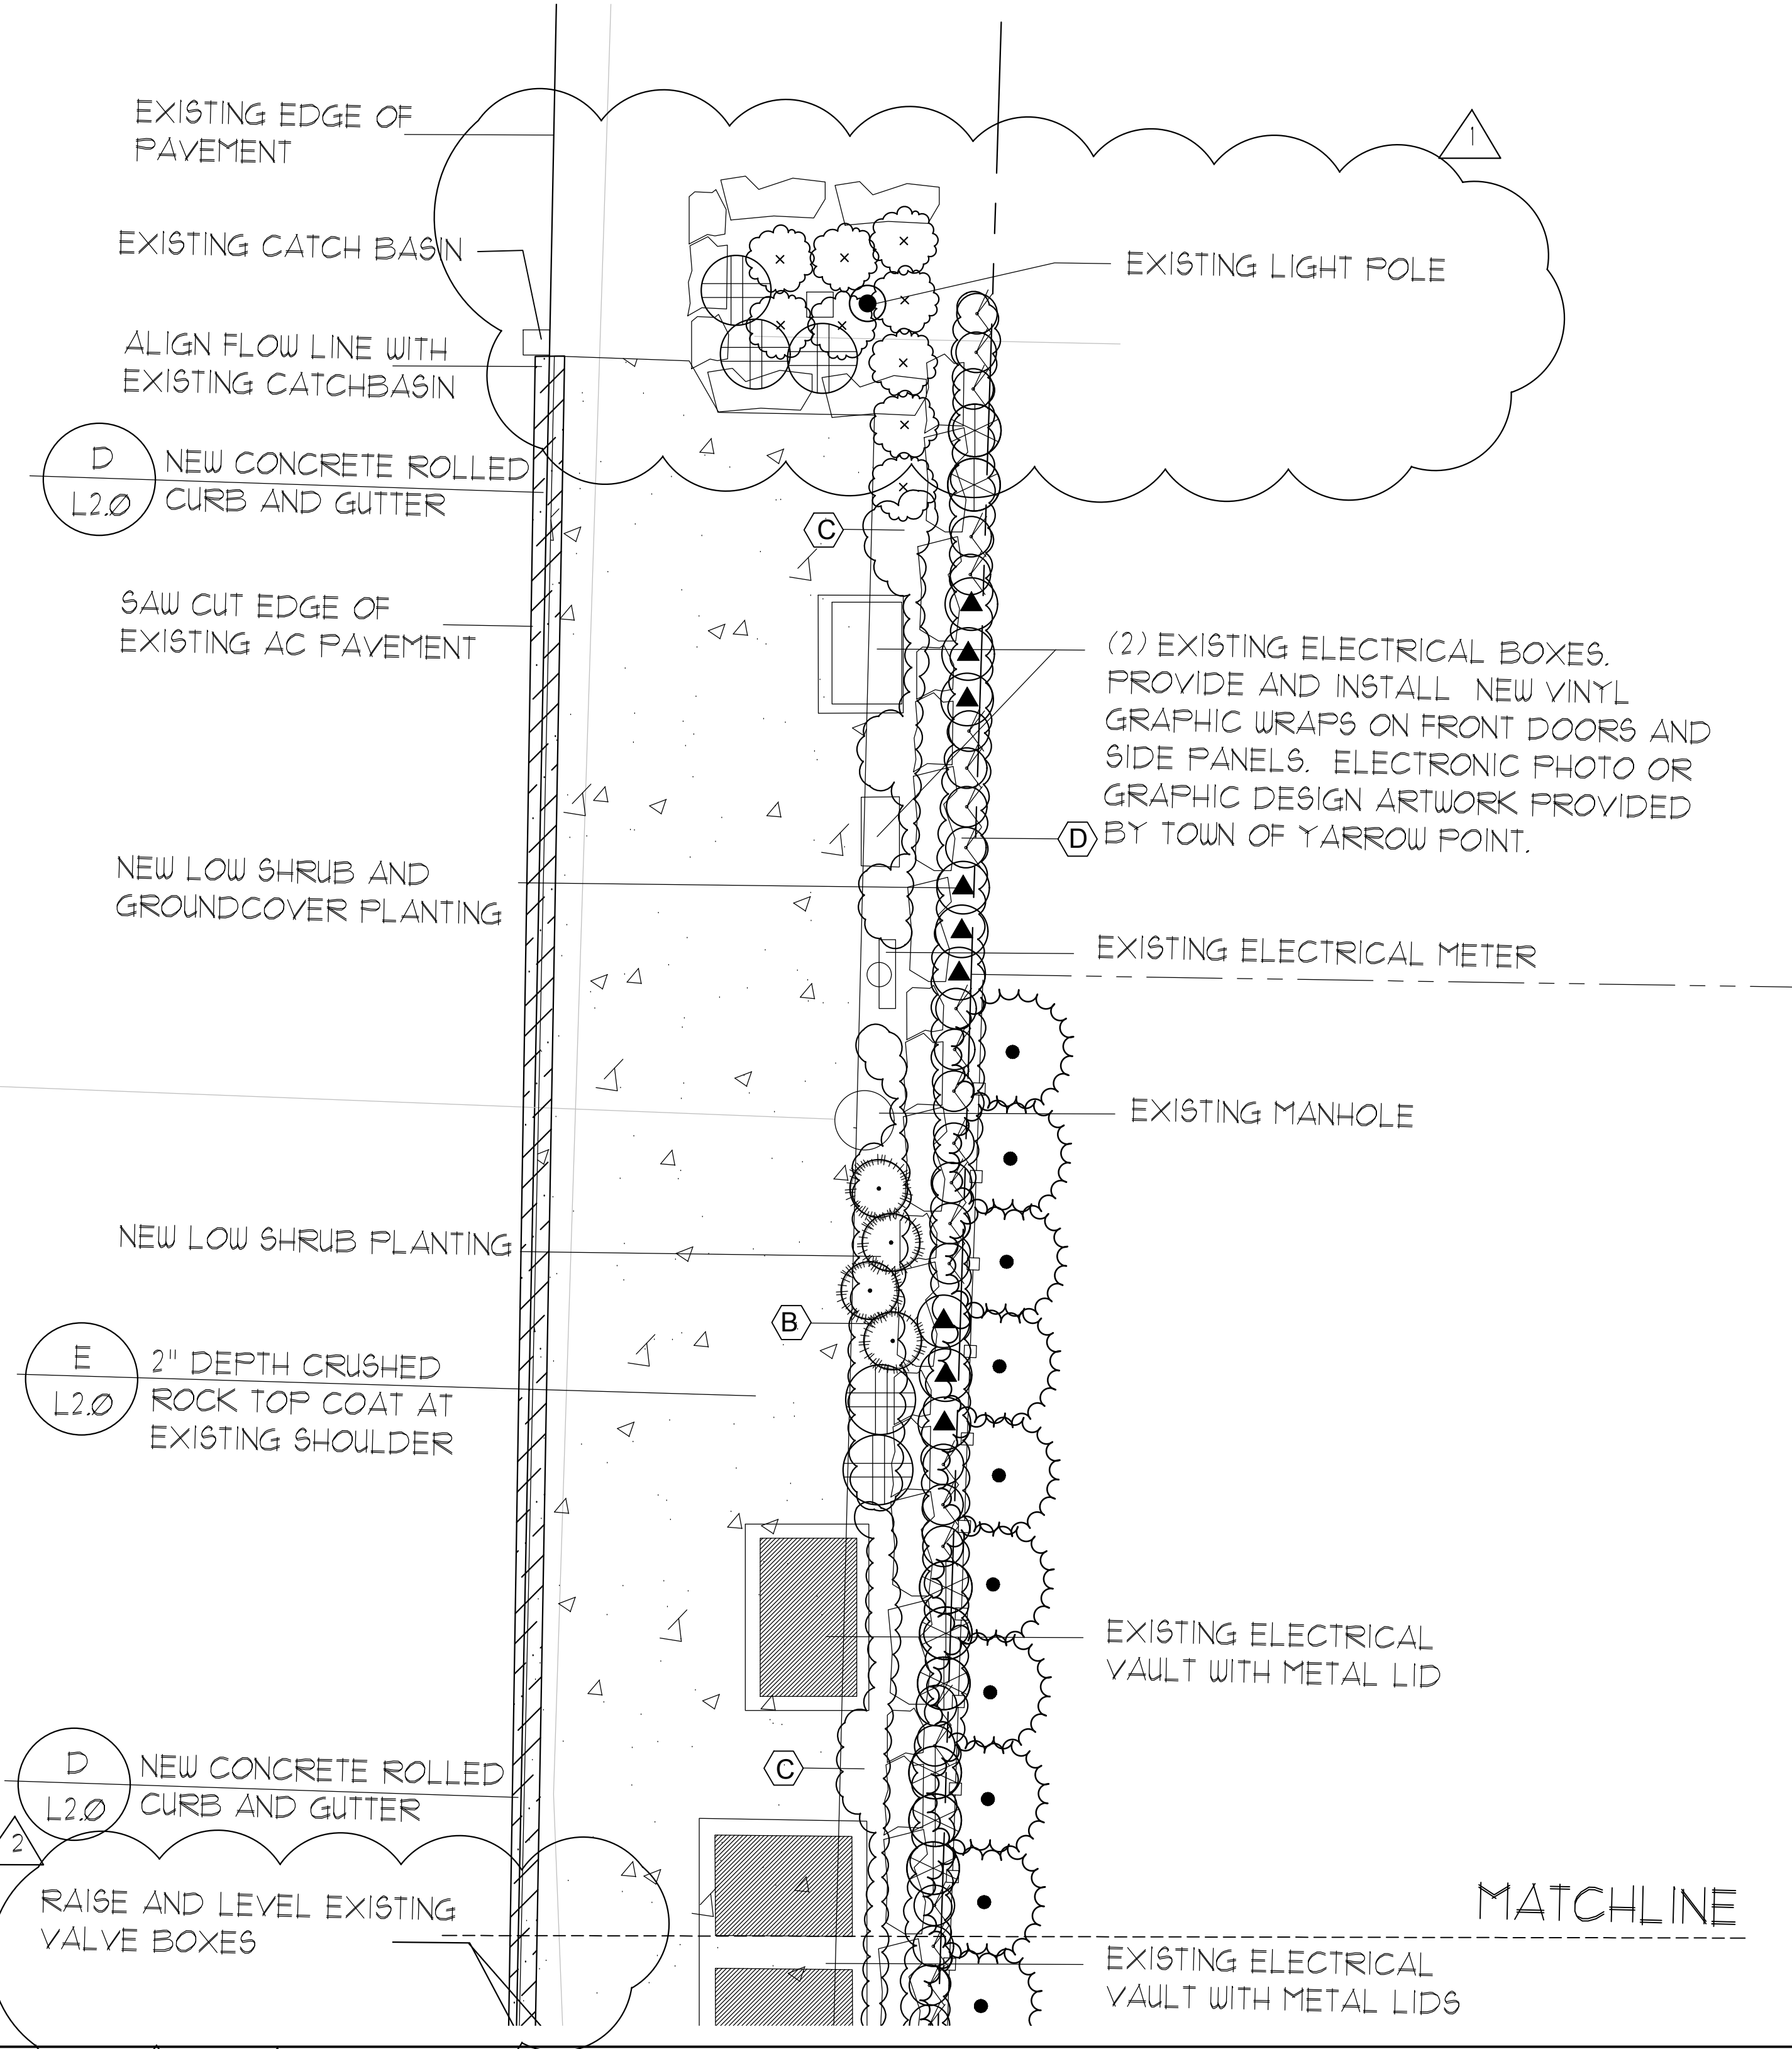 EXISTING EDGE OF
PAVEMENT
1
EXISTING CATCH BASIN
EXISTING LIGHT POLE
ALIGN FLOW LINE WITH
EXISTING CATCHBASIN
D
L2.Ø
NEW CONCRETE ROLLED
CURB AND GUTTER
C
SAW CUT EDGE OF
EXISTING AC PAVEMENT
(2) EXISTING ELECTRICAL BOXES.
PROVIDE AND INSTALL NEW VINYL
GRAPHIC WRAPS ON FRONT DOORS AND
SIDE PANELS. ELECTRONIC PHOTO OR
GRAPHIC DESIGN ARTWORK PROVIDED
BY TOWN OF YARROW POINT.
D
NEW LOW SHRUB AND
GROUNDCOVER PLANTING
EXISTING ELECTRICAL METER
EXISTING MANHOLE
NEW LOW SHRUB PLANTING
B
E
L2.Ø
2" DEPTH CRUSHED
ROCK TOP COAT AT
EXISTING SHOULDER
EXISTING ELECTRICAL
VAULT WITH METAL LID
D
L2.Ø
NEW CONCRETE ROLLED
CURB AND GUTTER
C
2
RAISE AND LEVEL EXISTING
VALVE BOXES
MATCHLINE
EXISTING ELECTRICAL
VAULT WITH METAL LIDS